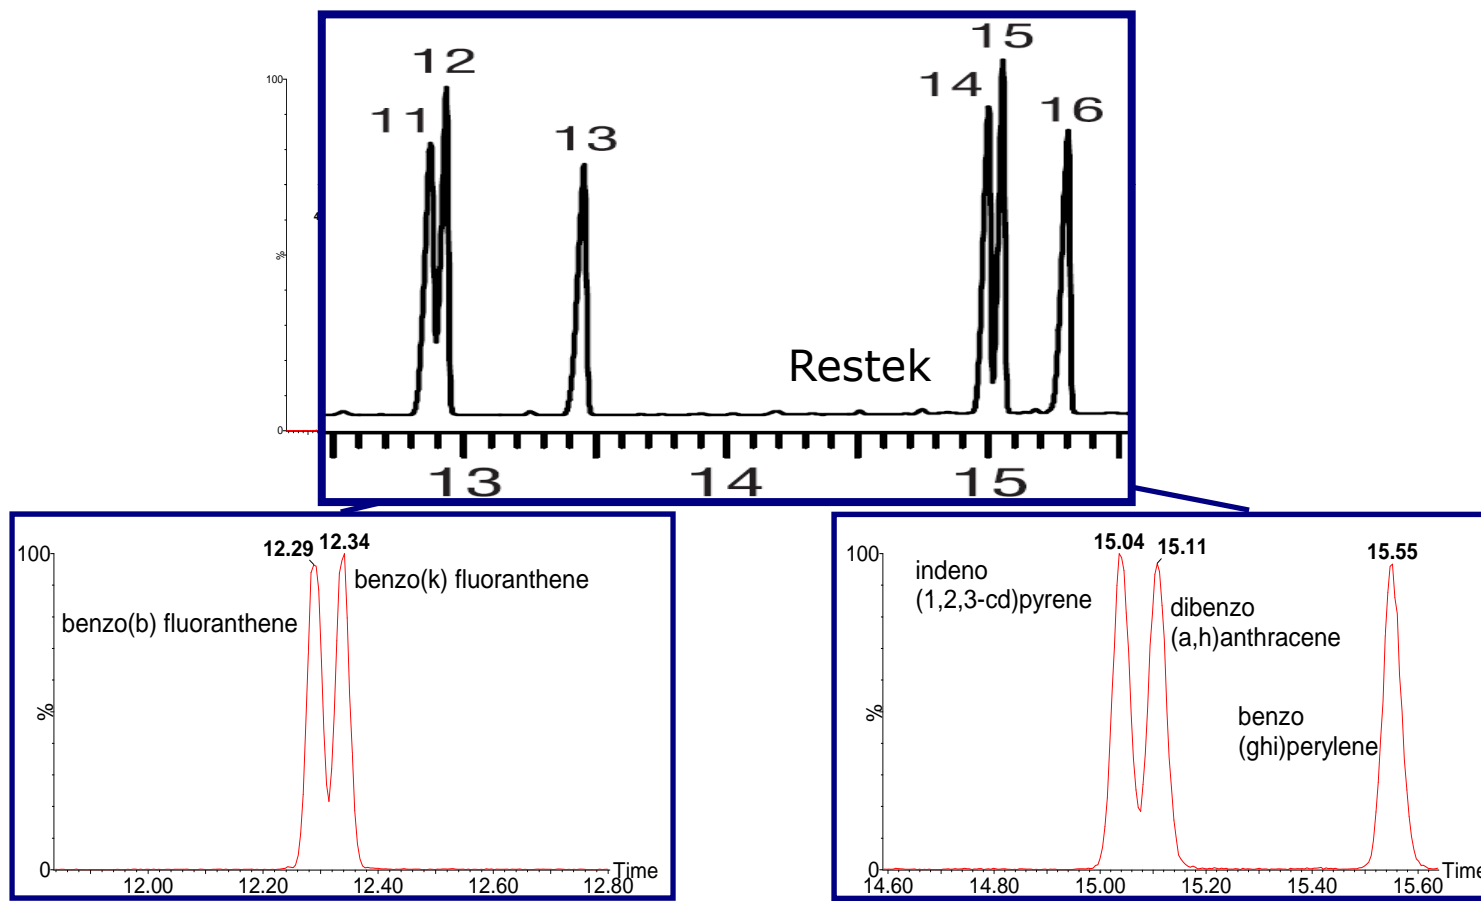 15
12
100
14
16
11
13
4
%
Restek
0
13 14 15
12.29 12.34
100
benzo(k) fluoranthene
benzo(b) fluoranthene
%
0
Time
12.00 12.20 12.40 12.60 12.80
15.04 15.11 15.55
100
indeno
(1,2,3-cd)pyrene
dibenzo
(a,h)anthracene
benzo
(ghi)perylene
%
0
Time
14.60 14.80 15.00 15.20 15.40 15.60